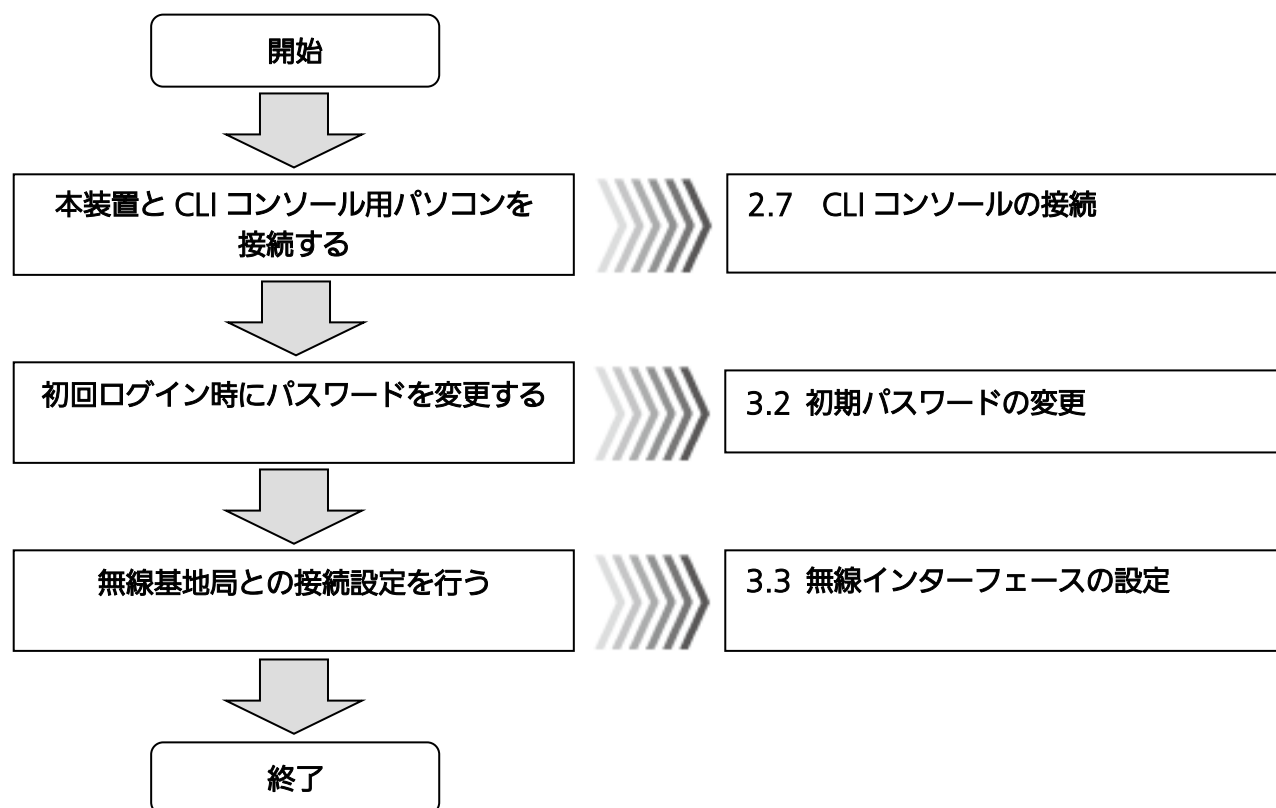 開始
本装置と CLI コンソール用パソコンを
接続する
2.7 CLI コンソールの接続
初回ログイン時にパスワードを変更する
3.2 初期パスワードの変更
無線基地局との接続設定を行う
3.3 無線インターフェースの設定
終了